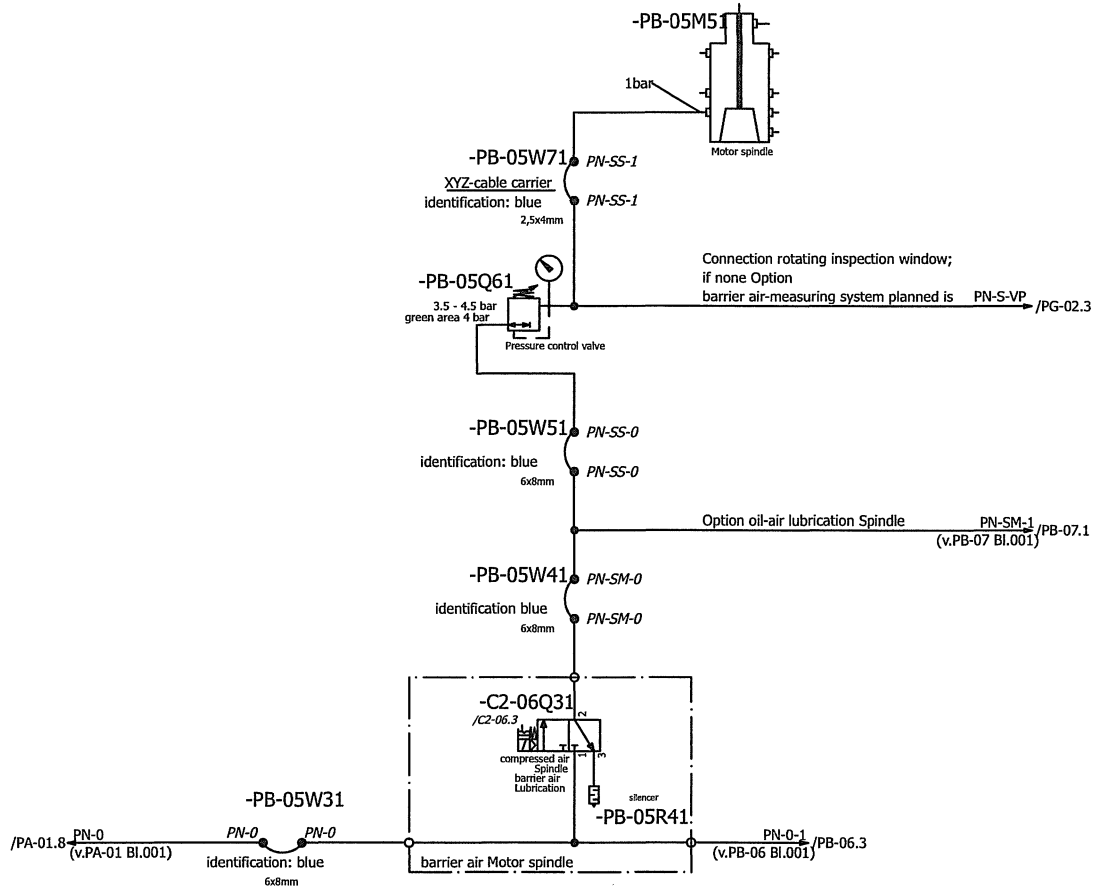 -PB-05M51
1bar
Motor spindle
-PB-05W71
PN-SS-1
XYZ-cable carrier
identification: blue
PN-SS-1
2,5x4mm
Connection rotating inspection window;
if none Option
barrier air-measuring system planned is
PN-S-VP
/PG-02.3
-PB-05Q61
3.5 - 4.5 bar
green area 4 bar
Pressure control valve
-PB-05W51
PN-SS-0
identification: blue
PN-SS-0
6x8mm
Option oil-air lubrication Spindle
PN-SM-1
/PB-07.1
(v.PB-07 Bl.001)
-PB-05W41
PN-SM-0
identification blue
PN-SM-0
6x8mm
-C2-06Q31
/C2-06.3
2
1
3
compressed air
Spindle
barrier air
Lubrication
silencer
-PB-05R41
-PB-05W31
/PA-01.8
PN-0
PN-0
PN-0
(v.PA-01 Bl.001)
identification: blue
6x8mm
barrier air Motor spindle
PN-0-1
/PB-06.3
(v.PB-06 Bl.001)